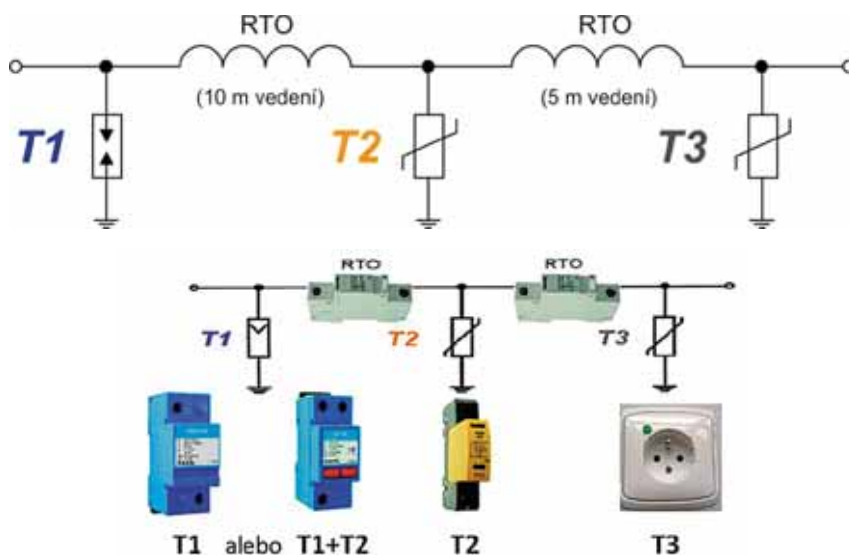 RTO RTO
(10 m vedení) (5 m vedení)
T1 T2 T3
RTO RTO
T1 T2 T3
T1 alebo T1+T2 T2 T3